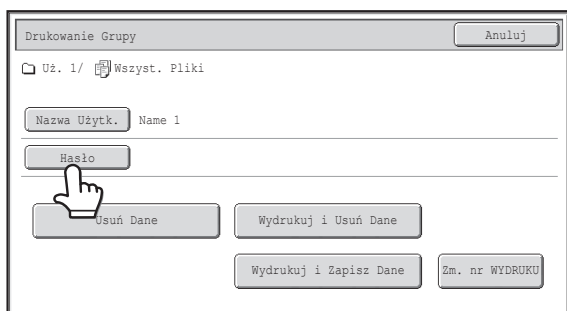 Drukowanie Grupy Anuluj
Uż. 1/ Wszyst. Pliki
Nazwa Użytk. Name 1
Hasło
Usuń Dane Wydrukuj i Usuń Dane
Wydrukuj i Zapisz Dane Zm. nr WYDRUKU